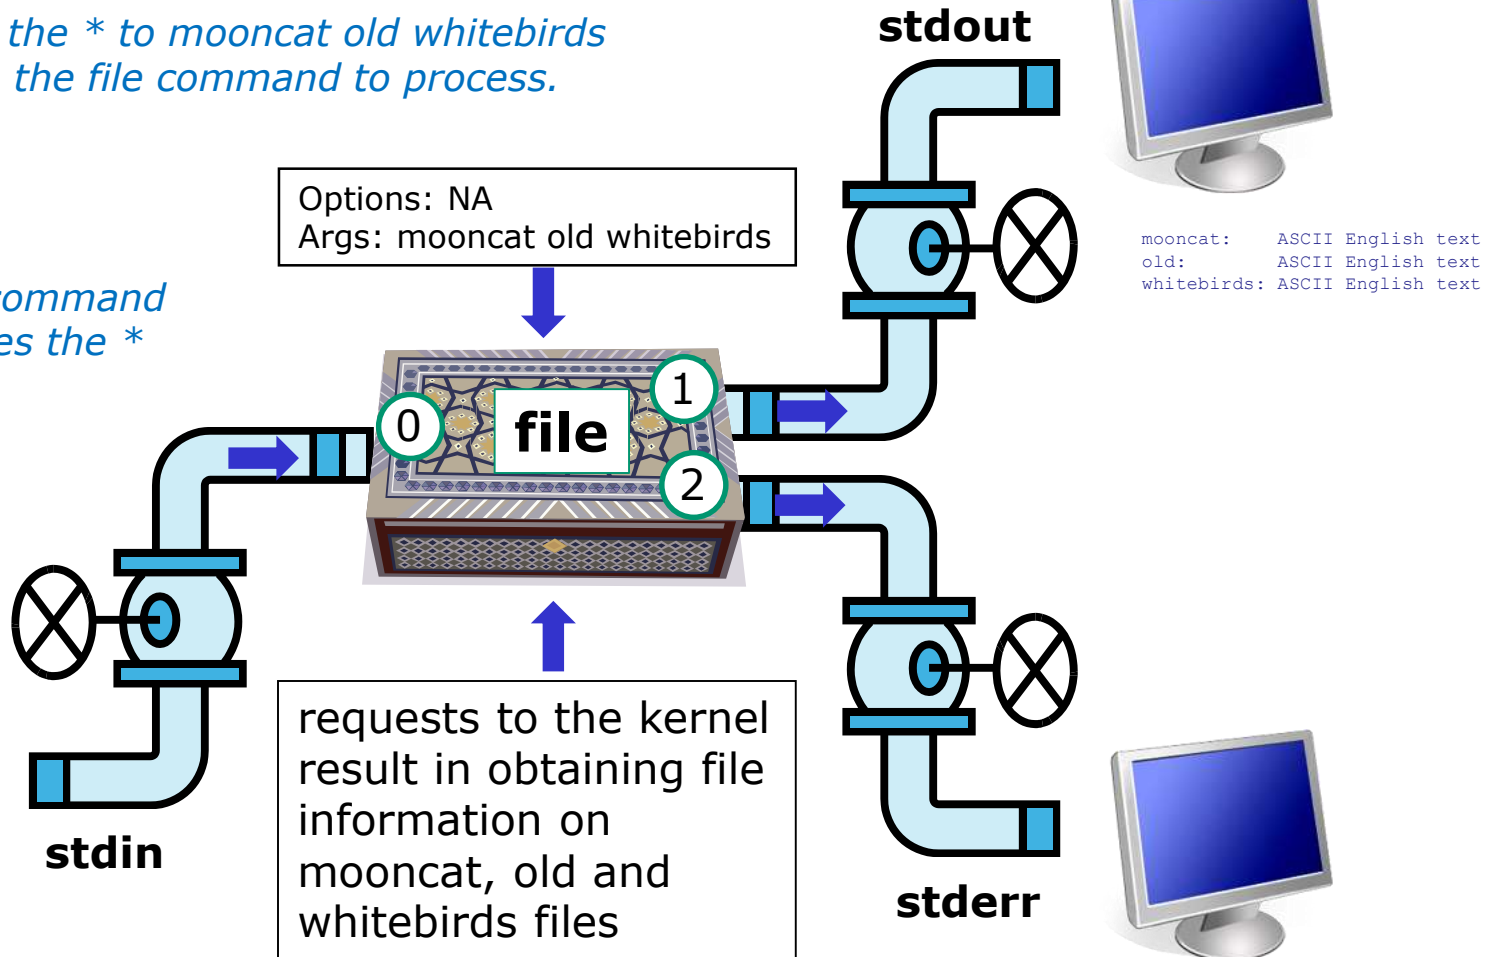 the * to mooncat old whitebirds
the file command to process.
stdout
Options: NA
Args: mooncat old whitebirds
mooncat:    ASCII English text
old:        ASCII English text
whitebirds: ASCII English text
command
es the *
0
file
1
2
requests to the kernel
result in obtaining file
information on
mooncat, old and
whitebirds files
stdin
stderr